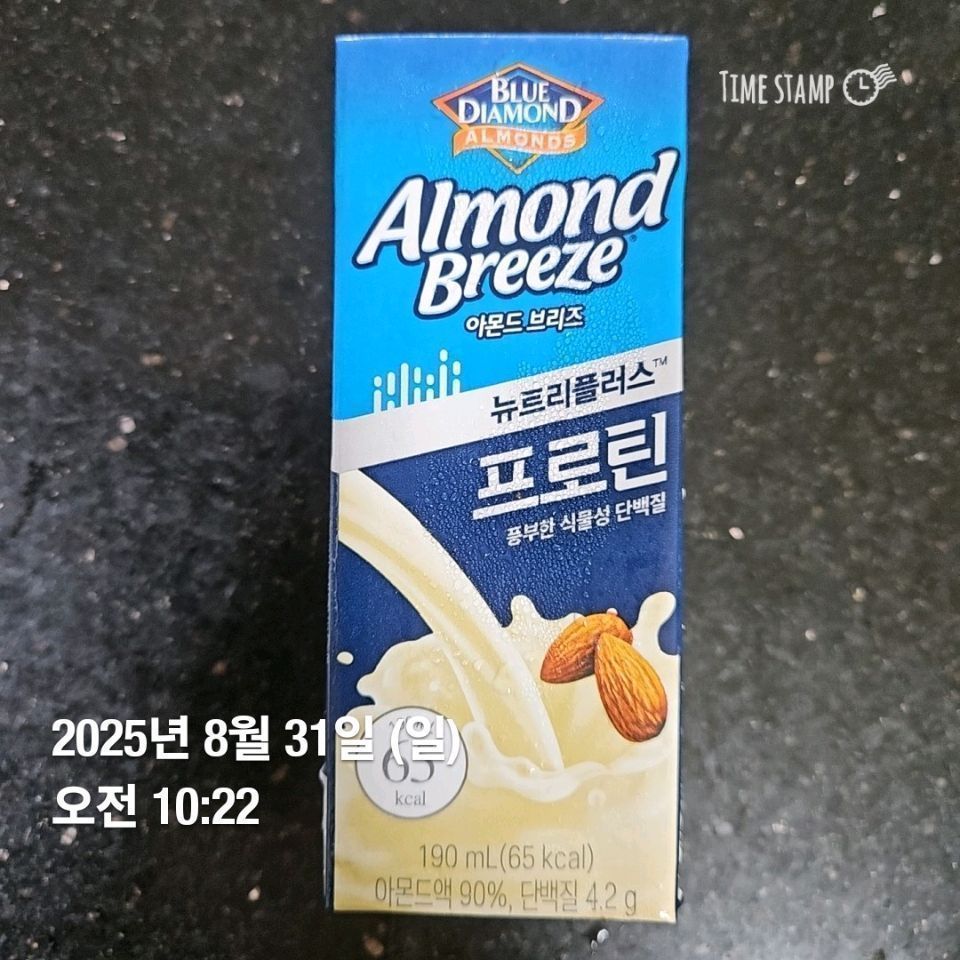 TIME STAMP
BLUE
DIAMOND
ALMONDS
Almond
Breeze®
아몬드 브리즈
뉴트리플러스™
프로틴
풍부한 식물성 단백질
2025년 8월 31일 (일)
오전 10:22
65
kcal
190 mL(65 kcal)
아몬드액 90%, 단백질 4.2 g